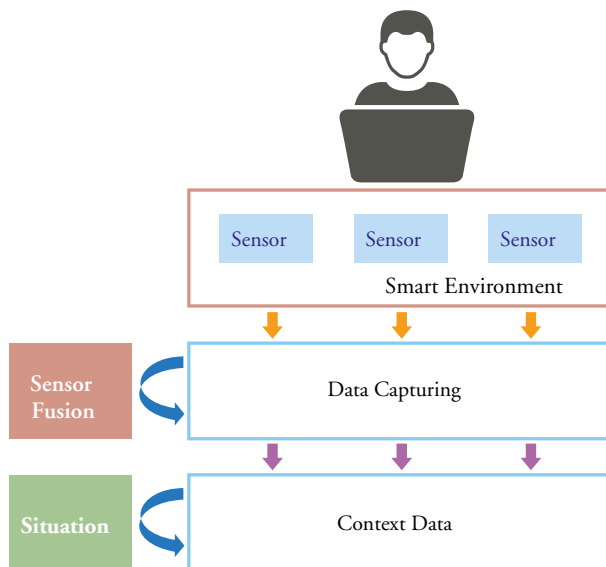 Sensor Sensor Sensor
Smart Environment
Sensor
Fusion
Data Capturing
Situation
Context Data